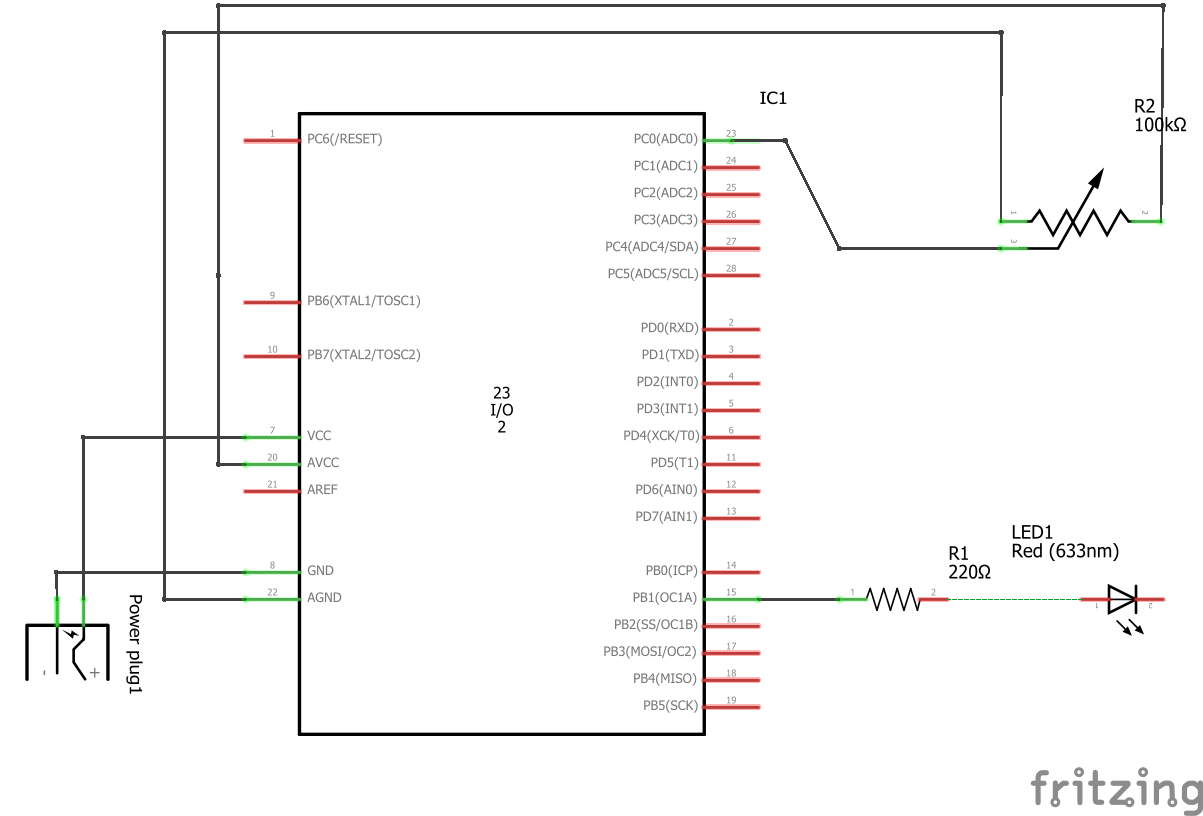 IC1
R2
100kΩ
1 PC6(/RESET)
PC0(ADC0) 23
PC1(ADC1) 24
PC2(ADC2) 25
PC3(ADC3) 26
PC4(ADC4/SDA) 27
PC5(ADC5/SCL) 28
1
2
3
9 PB6(XTAL1/TOSC1)
10 PB7(XTAL2/TOSC2)
PD0(RXD) 2
PD1(TXD) 3
PD2(INT0) 4
PD3(INT1) 5
PD4(XCK/T0) 6
PD5(T1) 11
PD6(AIN0) 12
PD7(AIN1) 13
23
I/O
2
7 VCC
20 AVCC
21 AREF
8 GND
22 AGND
PB0(ICP) 14
PB1(OC1A) 15
PB2(SS/OC1B) 16
PB3(MOSI/OC2) 17
PB4(MISO) 18
PB5(SCK) 19
R1
220Ω
1
2
LED1
Red (633nm)
1
2
Power plug1
- +
fritzing